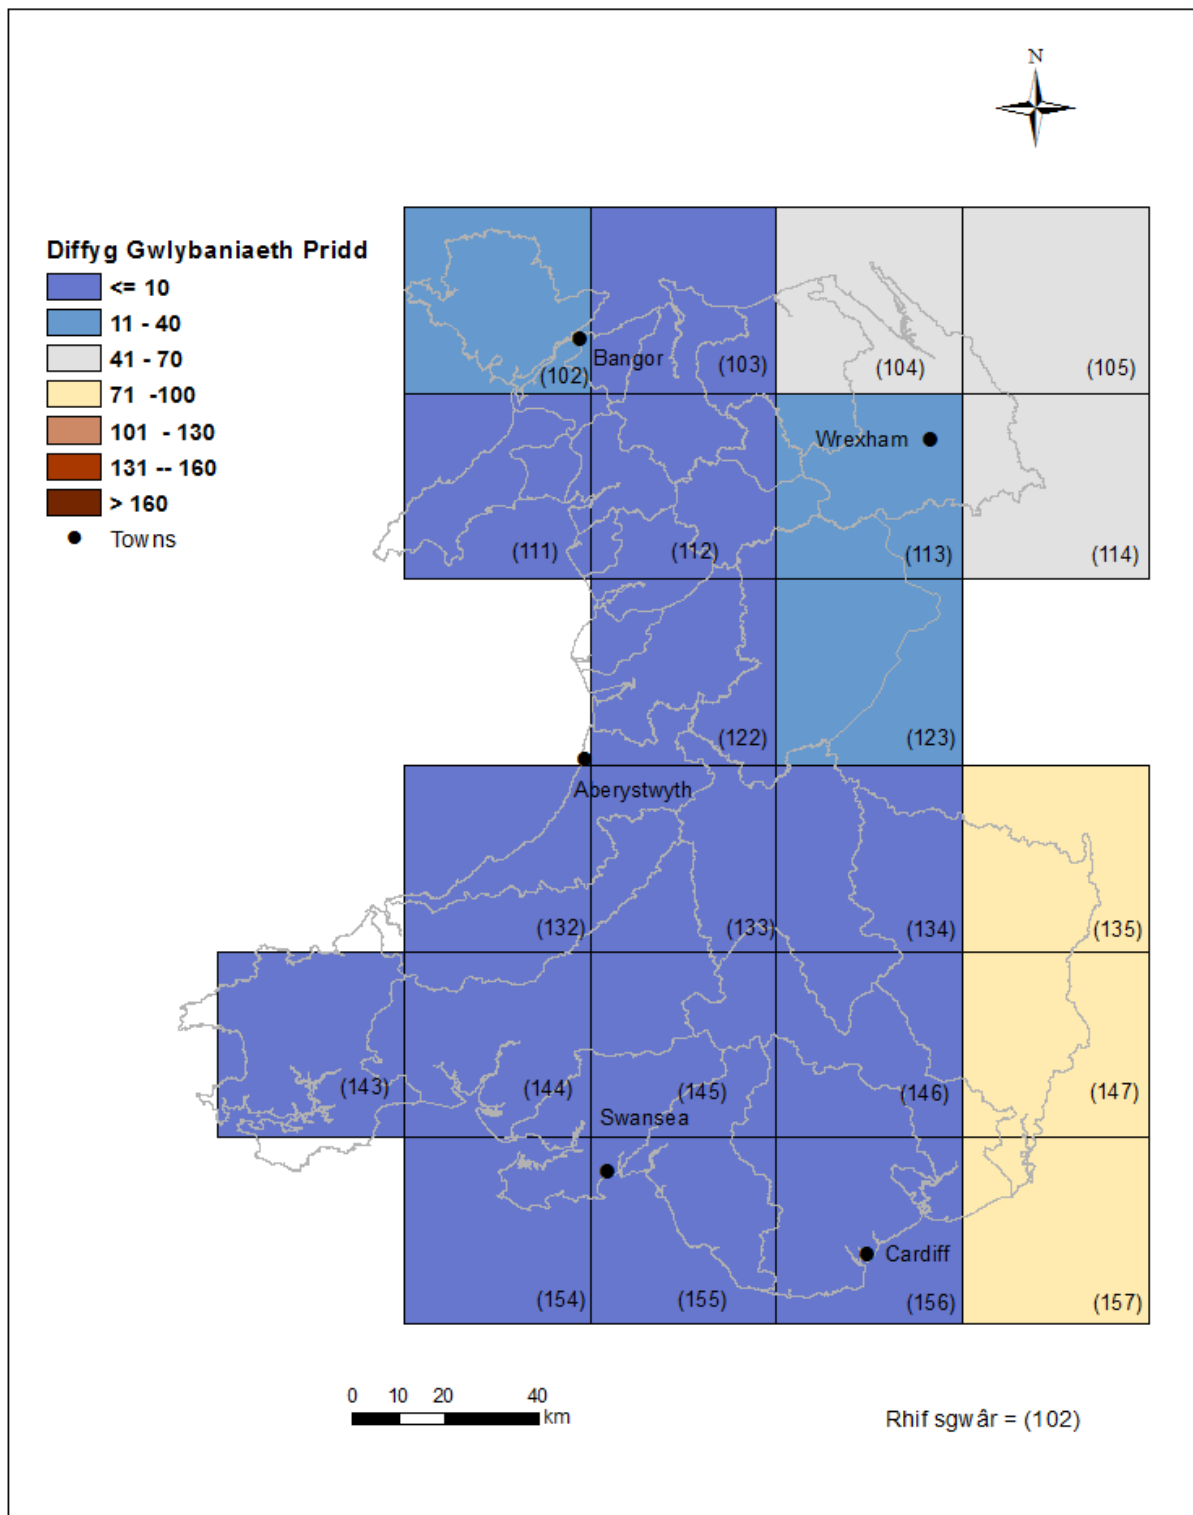 N
Diffyg Gwlybaniaeth Pridd
<= 10
11 - 40
41 - 70
71 -100
101 - 130
131 -- 160
> 160
Towns
Bangor
(102)
(103)
(104)
(105)
Wrexham
(111)
(112)
(113)
(114)
(122)
(123)
Aberystwyth
(132)
(133)
(134)
(135)
(143)
(144)
(145)
(146)
(147)
Swansea
Cardiff
(154)
(155)
(156)
(157)
0 10 20 40
km
Rhif sgwâr = (102)